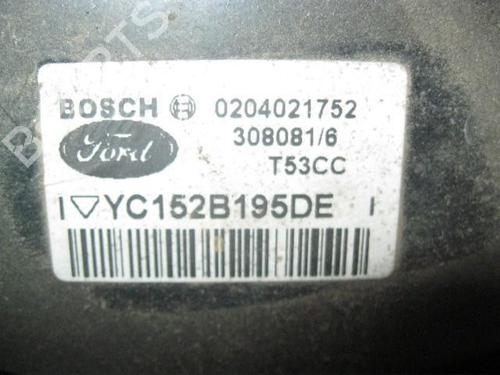 BOSCH 0204021752
308081/6
Ford
T53CC
I ▽ YC152B195DE I